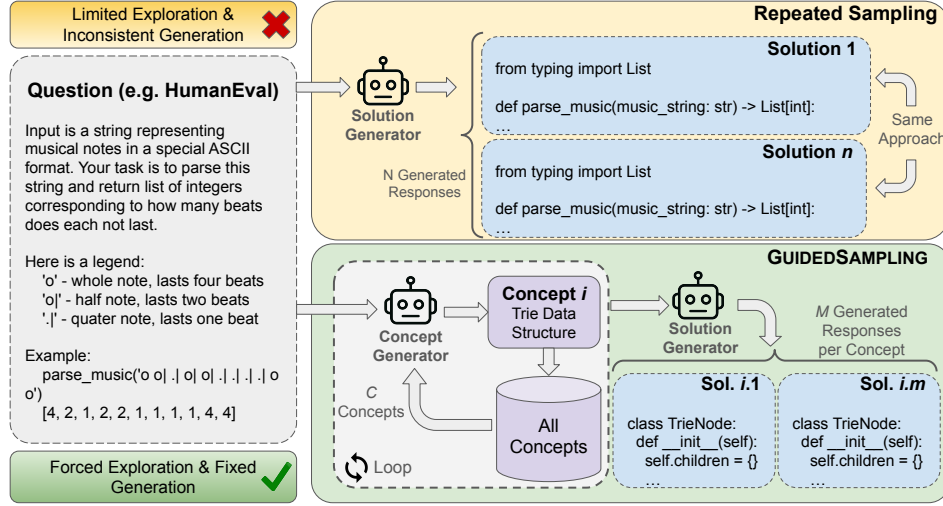 Limited Exploration &
Inconsistent Generation
Question (e.g. HumanEval)
Input is a string representing
musical notes in a special ASCII
format. Your task is to parse this
string and return list of integers
corresponding to how many beats
does each not last.
Here is a legend:
'o' - whole note, lasts four beats
'o|' - half note, lasts two beats
'.|' - quater note, lasts one beat
Example:
parse_music('o o| .| o| o| .| .| .| .| o
o')
[4, 2, 1, 2, 2, 1, 1, 1, 1, 4, 4]
Forced Exploration & Fixed
Generation
Repeated Sampling
Solution
Generator
N Generated
Responses
Solution 1
from typing import List
def parse_music(music_string: str) -> List[int]:
...
Solution n
from typing import List
def parse_music(music_string: str) -> List[int]:
...
Same
Approach
GUIDEDSAMPLING
Concept
Generator
Concept i
Trie Data
Structure
C
Concepts
All
Concepts
Loop
Solution
Generator
M Generated
Responses
per Concept
Sol. i.1
class TrieNode:
def __init__(self):
self.children = {}
...
Sol. i.m
class TrieNode:
def __init__(self):
self.children = {}
...